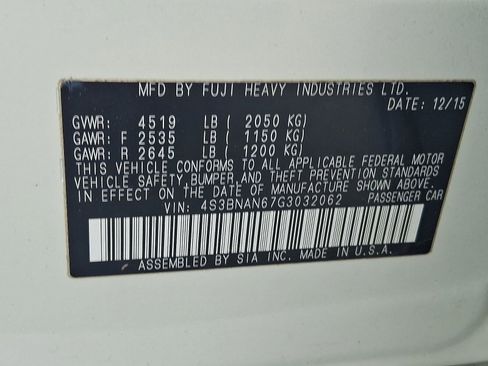 MFD BY FUJI HEAVY INDUSTRIES LTD.
DATE: 12/15
GVWR: 4519 LB ( 2050 KG)
GAWR: F 2535 LB ( 1150 KG)
GAWR: R 2645 LB ( 1200 KG)
THIS VEHICLE CONFORMS TO ALL APPLICABLE FEDERAL MOTOR
VEHICLE SAFETY, BUMPER, AND THEFT PREVENTION STANDARDS
IN EFFECT ON THE DATE OF MANUFACTURE SHOWN ABOVE.
VIN: 4S3BNAN67G3032062 PASSENGER CAR
ASSEMBLED BY SIA INC. MADE IN U.S.A.